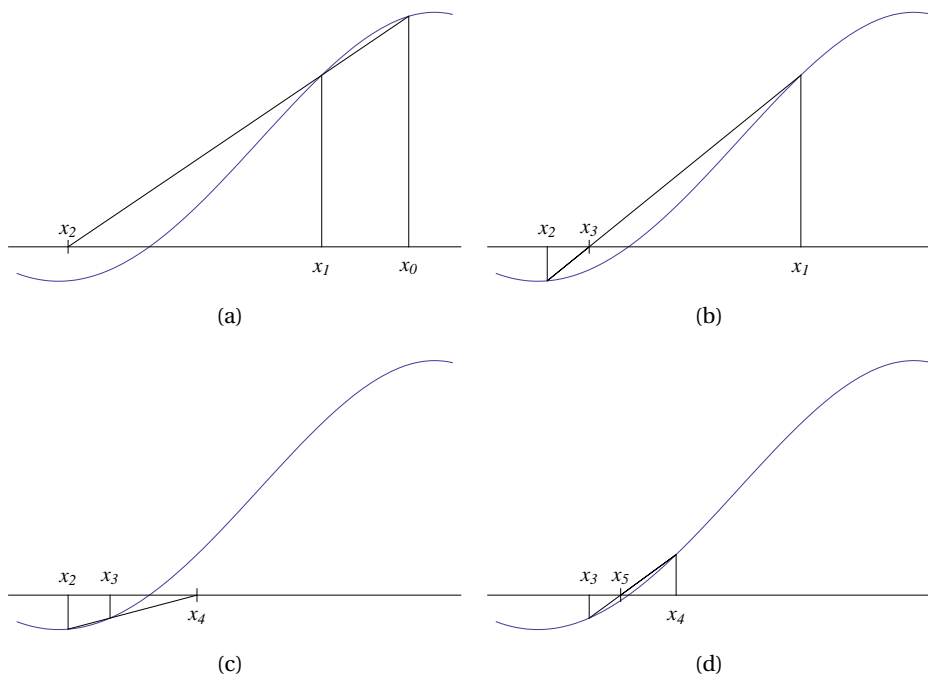 x₂
x₁ x₀
(a)
x₂ x₃
x₁
(b)
x₂ x₃
x₄
(c)
x₃ x₅
x₄
(d)